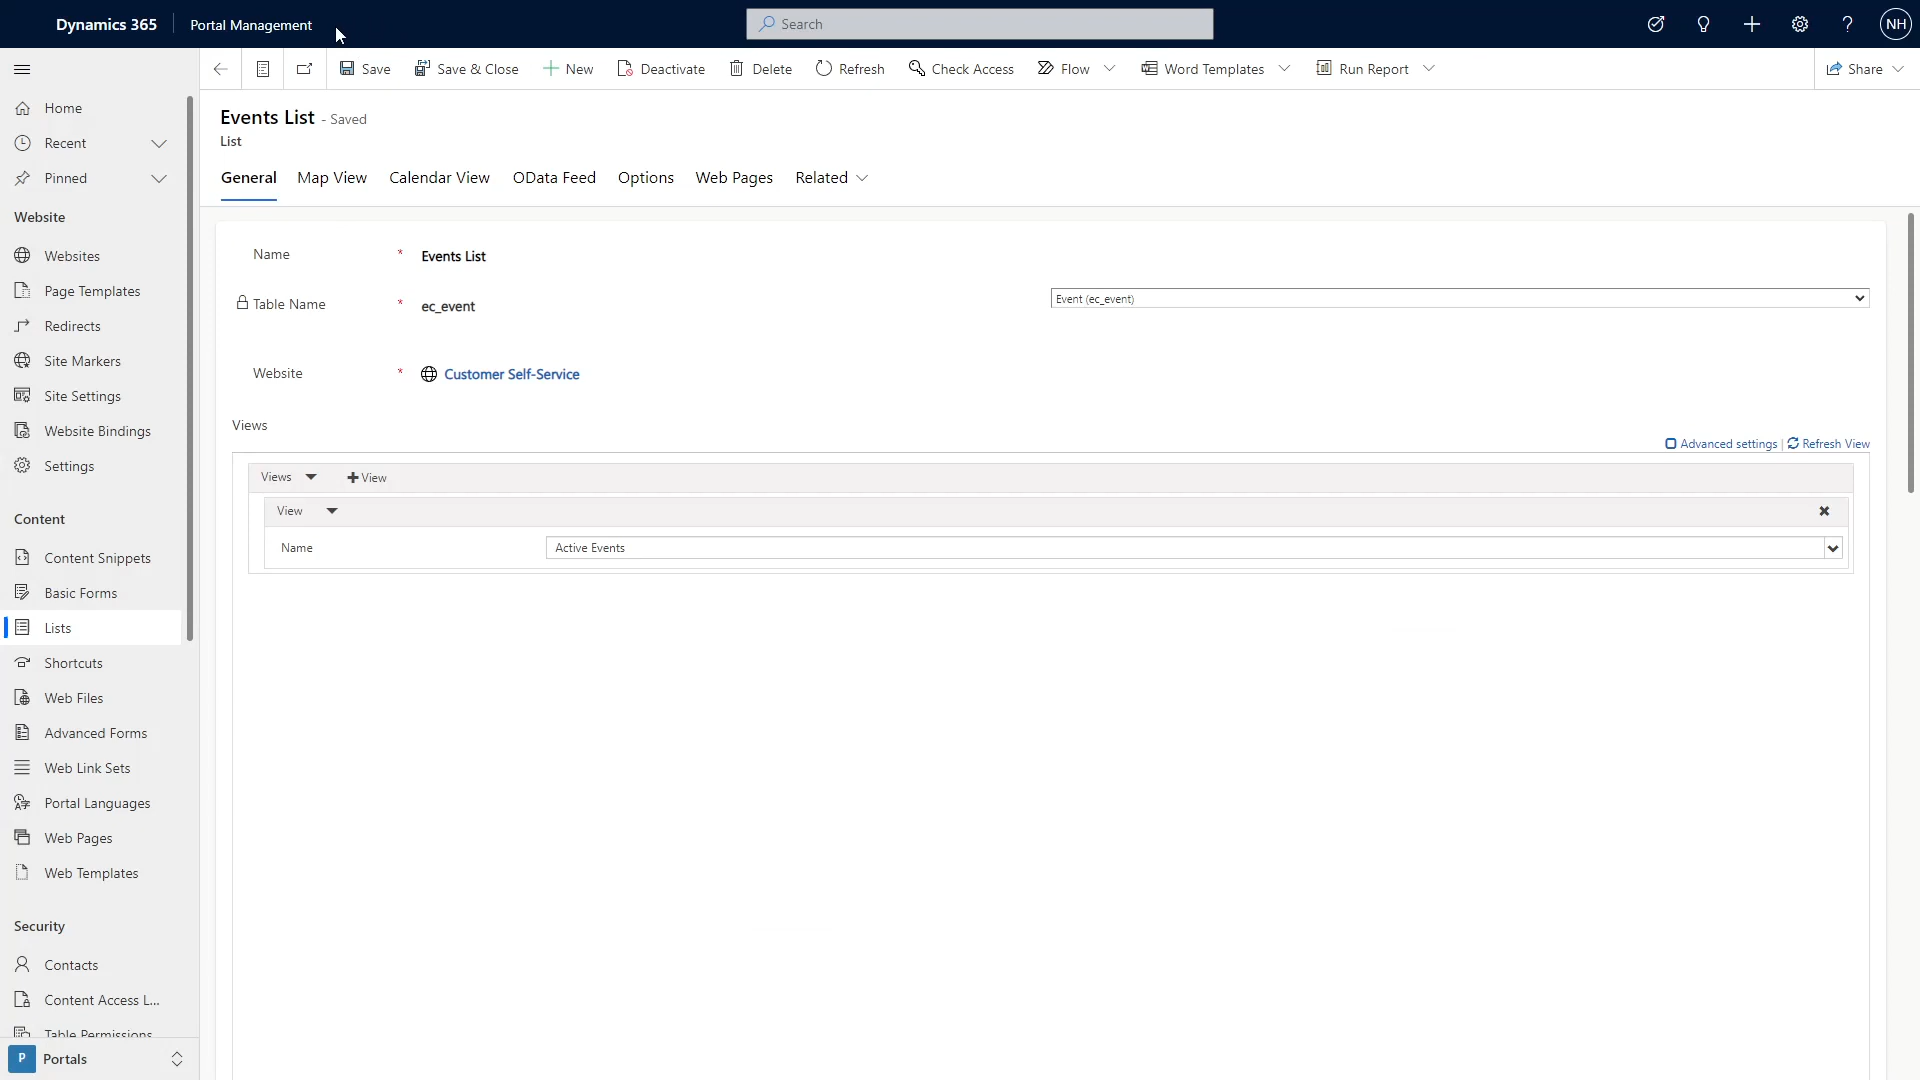 Dynamics 365 Portal Management Search NH
Save Save & Close New Deactivate Delete Refresh Check Access Flow Word Templates Run Report Share
Home
Recent
Pinned
Website
Websites
Page Templates
Redirects
Site Markers
Site Settings
Website Bindings
Settings
Content
Content Snippets
Basic Forms
Lists
Shortcuts
Web Files
Advanced Forms
Web Link Sets
Portal Languages
Web Pages
Web Templates
Security
Contacts
Content Access L...
Table Permissions
P Portals
Events List - Saved
List
General Map View Calendar View OData Feed Options Web Pages Related
Name * Events List
Table Name * ec_event Event (ec_event)
Website * Customer Self-Service
Views
Advanced settings | Refresh View
Views View
View
Name Active Events